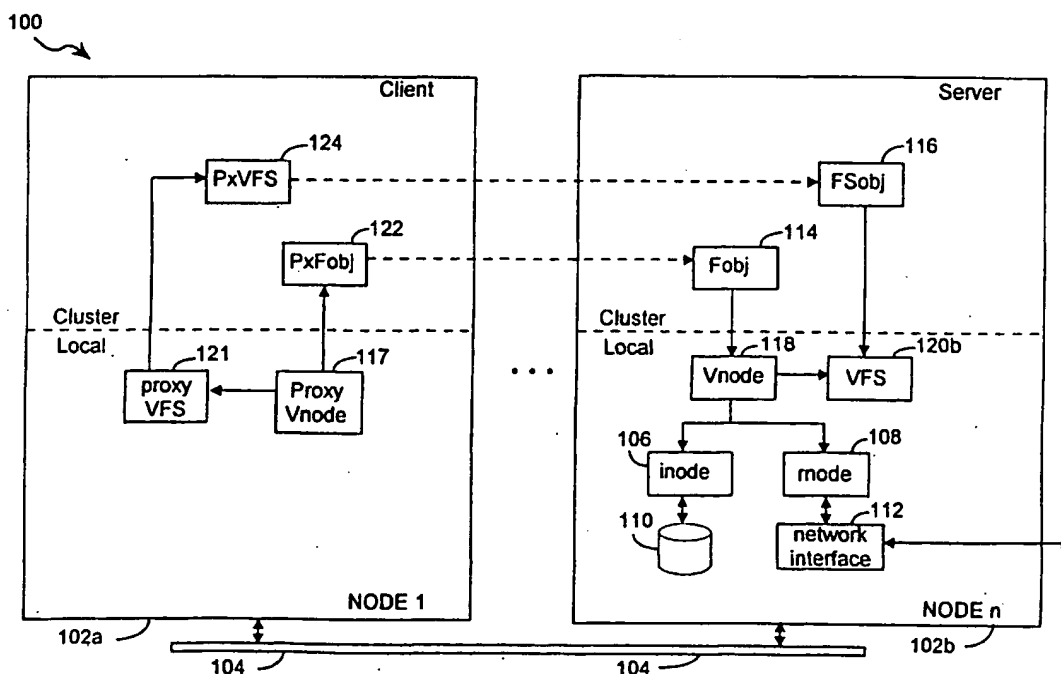 100
Client
Server
124
PxVFS
116
FSobj
122
PxFobj
114
Fobj
Cluster
Local
Cluster
Local
121
proxy
VFS
117
Proxy
Vnode
118
Vnode
120b
VFS
106
inode
108
rnode
110
112
network
interface
NODE 1
NODE n
102a
102b
104
104